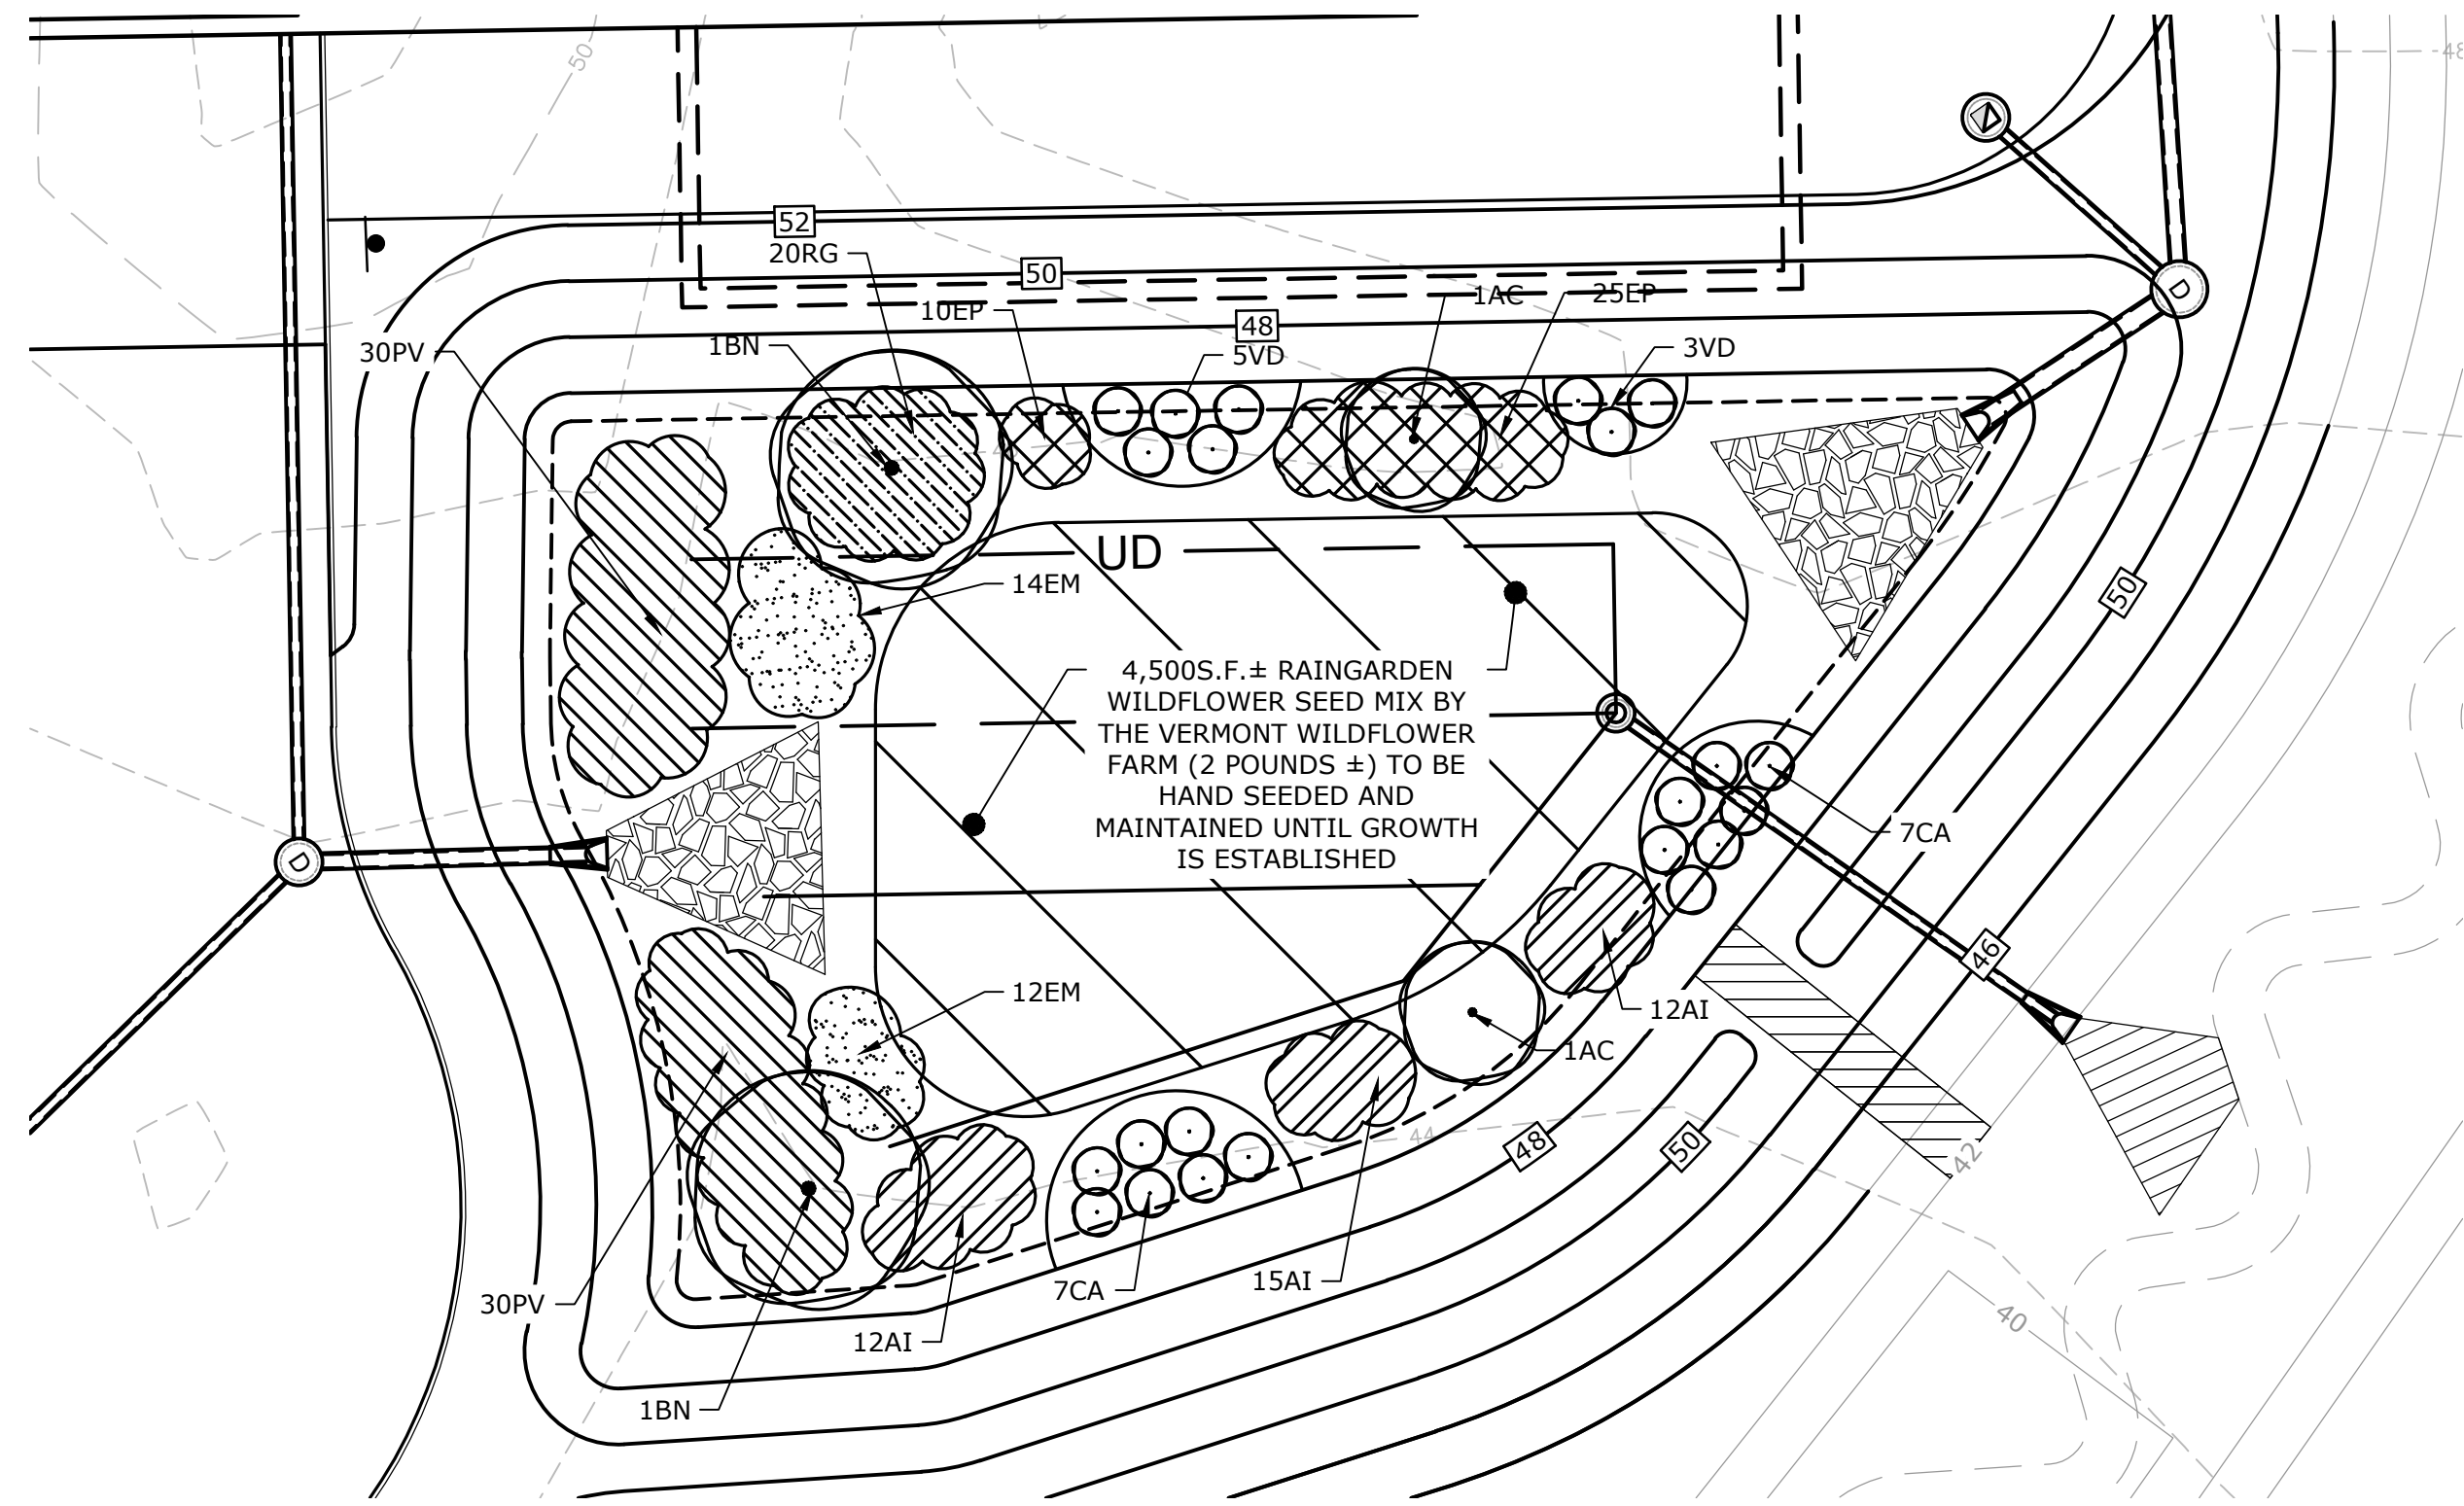 50
48
52
20RG
50
10EP
1AC
25EP
48
1BN
5VD
3VD
30PV
D
UD
14EM
50
4,500S.F.± RAINGARDEN
WILDFLOWER SEED MIX BY
THE VERMONT WILDFLOWER
FARM (2 POUNDS ±) TO BE
HAND SEEDED AND
MAINTAINED UNTIL GROWTH
IS ESTABLISHED
7CA
D
46
12EM
12AI
1AC
44
48
50
42
30PV
7CA
15AI
12AI
40
1BN